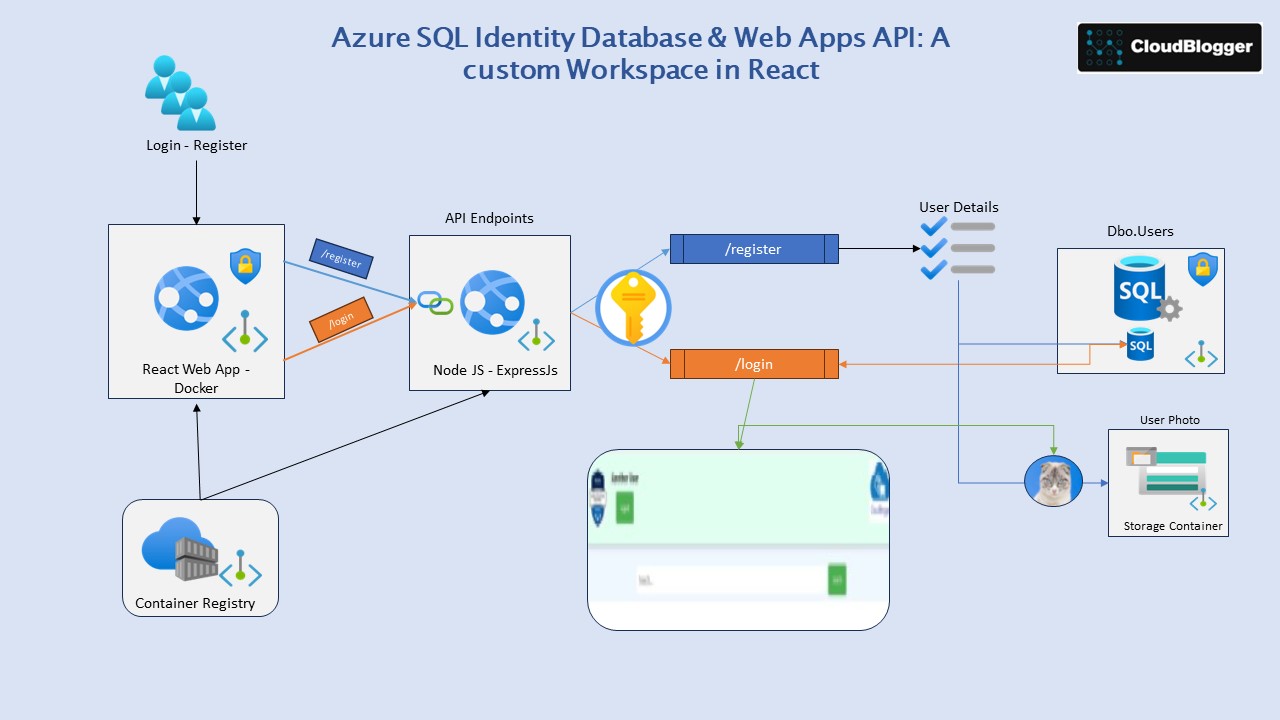 Azure SQL Identity Database & Web Apps API: A
custom Workspace in React
CloudBlogger
Login - Register
React Web App -
Docker
/register
/login
API Endpoints
Node JS - ExpressJs
/register
/login
User Details
Dbo.Users
SQL
SQL
User Photo
Storage Container
Container Registry